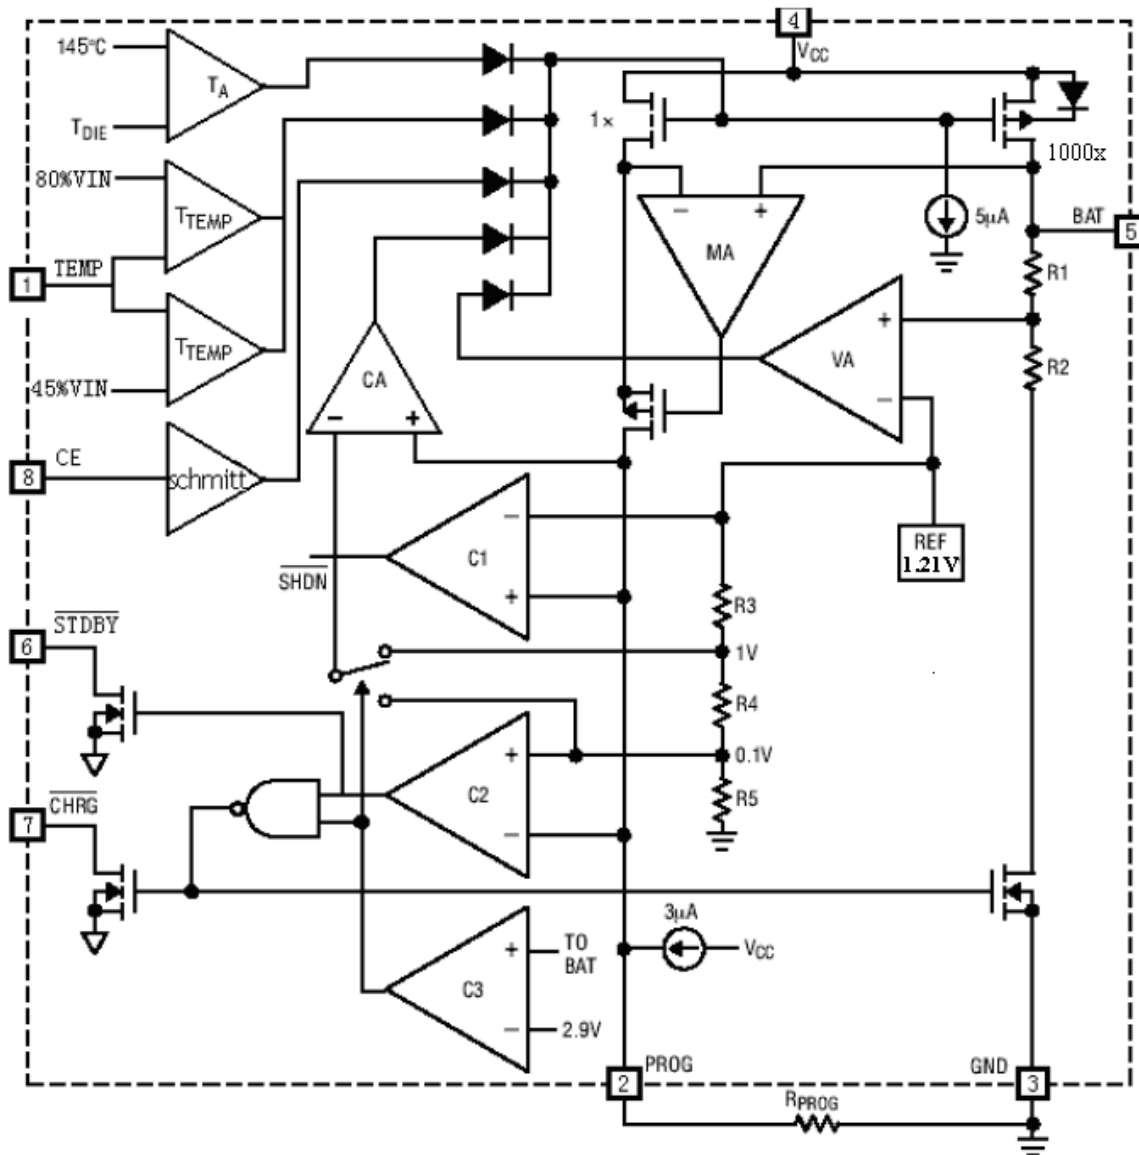 4
145°C
VCC
TA
TDIE
1×
1000x
80%VIN
TTEMP
− +
5µA
BAT
5
MA
TEMP
1
R1
+
TTEMP
VA
R2
CA
45%VIN
−
− +
CE
8
schmitt
−
REF
1.21V
C1
SHDN
+
R3
STDBY
6
1V
R4
+
0.1V
C2
R5
CHRG
7
−
3µA
+
TO
BAT
VCC
C3
−
2.9V
PROG
GND
2
3
RPROG